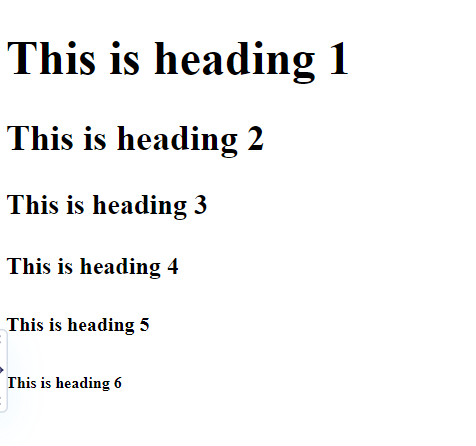 This is heading 1
This is heading 2
This is heading 3
This is heading 4
This is heading 5
This is heading 6